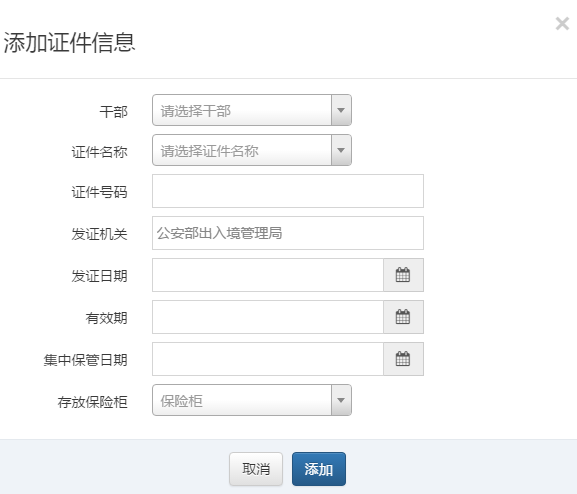 添加证件信息
×
干部 请选择干部
证件名称 请选择证件名称
证件号码
发证机关 公安部出入境管理局
发证日期
有效期
集中保管日期
存放保险柜 保险柜
取消 添加